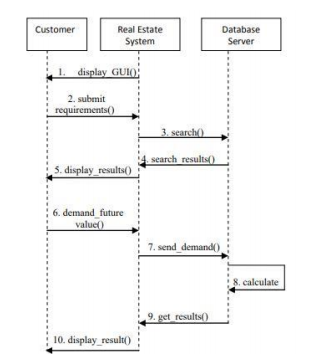 Customer
Real Estate
System
Database
Server
1. display_GUI()
2. submit
requirements()
3. search()
4. search_results()
5. display_results()
6. demand_future
value()
7. send_demand()
8. calculate
9. get_results()
10. display_result()